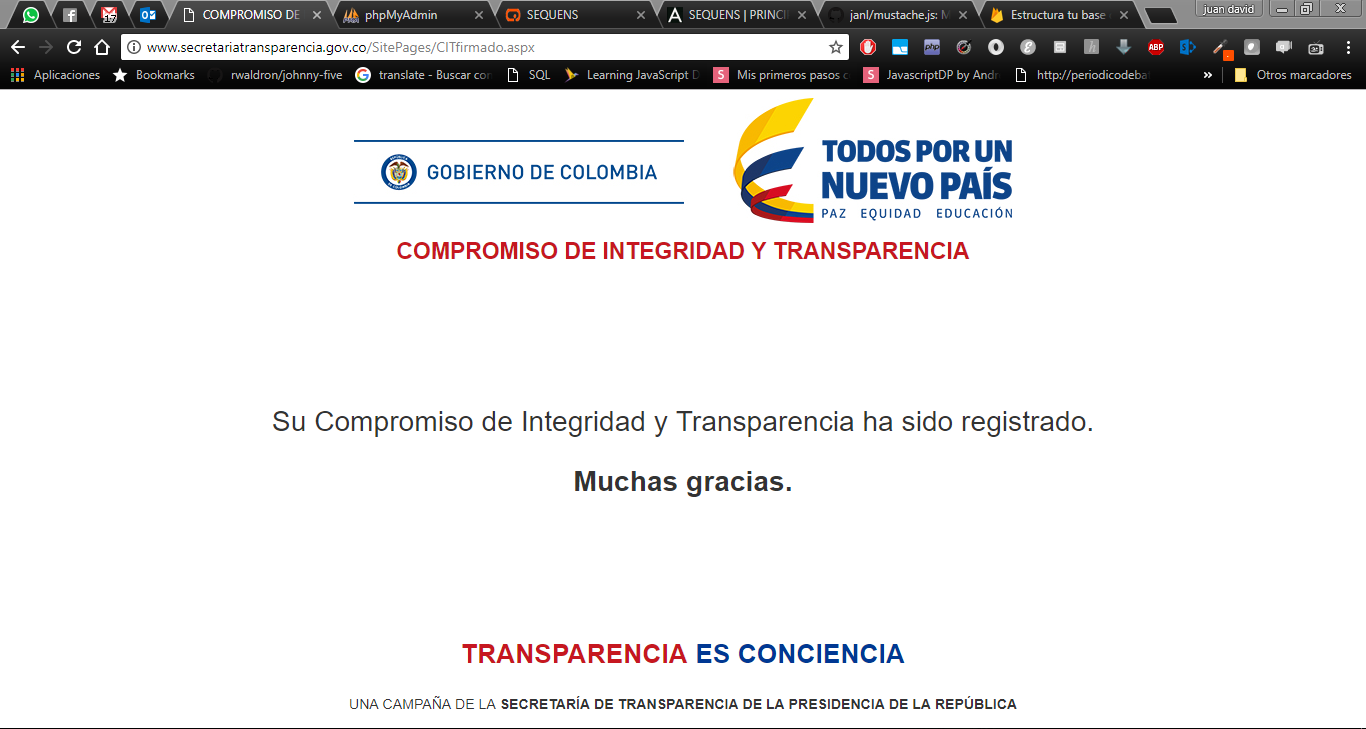 COMPROMISO DE
phpMyAdmin
SEQUENS
SEQUENS | PRINCI
janl/mustache.js: M
Estructura tu base
juan david
17
www.secretariatransparencia.gov.co/SitePages/CITfirmado.aspx
php
ABP
Aplicaciones
Bookmarks
rwaldron/johnny-five
translate - Buscar con
SQL
Learning JavaScript D
S
Mis primeros pasos c
S
JavascriptDP by Andr
http://periodicodeba
»
Otros marcadores
GOBIERNO DE COLOMBIA
TODOS POR UN
NUEVO PAÍS
PAZ EQUIDAD EDUCACIÓN
COMPROMISO DE INTEGRIDAD Y TRANSPARENCIA
Su Compromiso de Integridad y Transparencia ha sido registrado.
Muchas gracias.
TRANSPARENCIA ES CONCIENCIA
UNA CAMPAÑA DE LA SECRETARÍA DE TRANSPARENCIA DE LA PRESIDENCIA DE LA REPÚBLICA